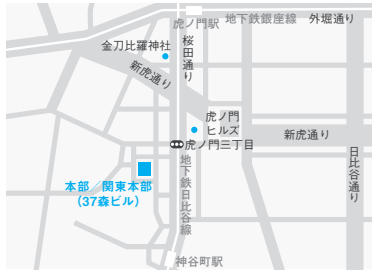 虎ノ門駅
地下鉄銀座線
外堀通り
金刀比羅神社
桜田通り
新虎通り
虎ノ門
ヒルズ
虎ノ門三丁目
新虎通り
日比谷通り
地下鉄日比谷線
本部／関東本部
（37森ビル）
神谷町駅